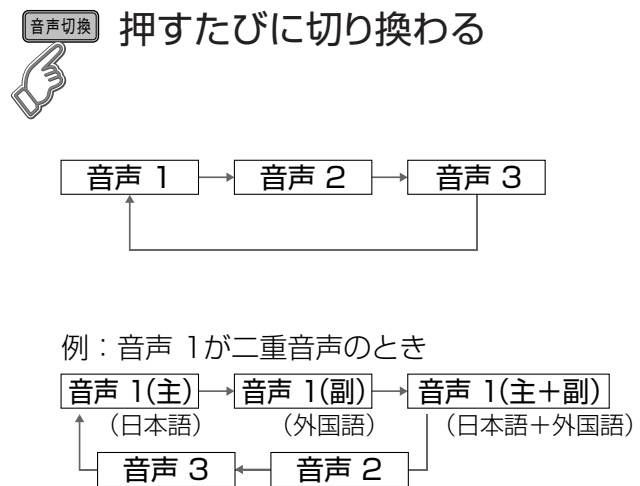 音声切換 押すたびに切り換わる
音声 1 音声 2 音声 3
例：音声 1が二重音声のとき
音声 1(主) 音声 1(副) 音声 1(主＋副)
（日本語） （外国語） （日本語＋外国語）
音声 3 音声 2